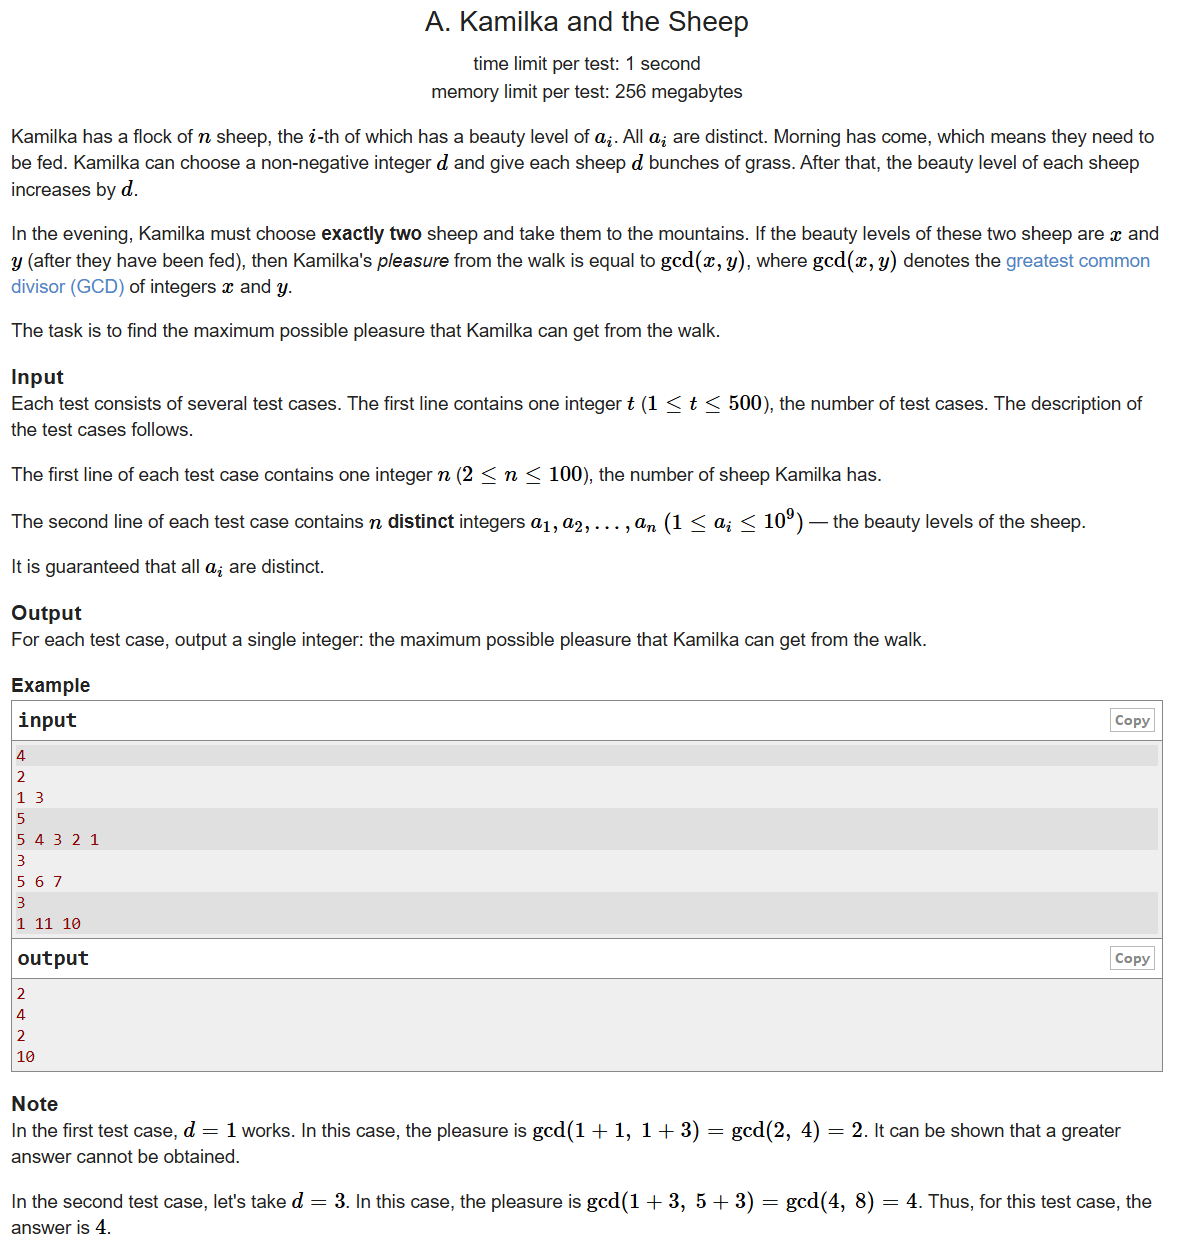 A. Kamilka and the Sheep
time limit per test: 1 second
memory limit per test: 256 megabytes
Kamilka has a flock of n sheep, the i-th of which has a beauty level of a_i. All a_i are distinct. Morning has come, which means they need to
be fed. Kamilka can choose a non-negative integer d and give each sheep d bunches of grass. After that, the beauty level of each sheep
increases by d.
In the evening, Kamilka must choose exactly two sheep and take them to the mountains. If the beauty levels of these two sheep are x and
y (after they have been fed), then Kamilka's pleasure from the walk is equal to gcd(x, y), where gcd(x, y) denotes the greatest common
divisor (GCD) of integers x and y.
The task is to find the maximum possible pleasure that Kamilka can get from the walk.
Input
Each test consists of several test cases. The first line contains one integer t (1 ≤ t ≤ 500), the number of test cases. The description of
the test cases follows.
The first line of each test case contains one integer n (2 ≤ n ≤ 100), the number of sheep Kamilka has.
The second line of each test case contains n distinct integers a_1, a_2, . . . , a_n (1 ≤ a_i ≤ 10^9) — the beauty levels of the sheep.
It is guaranteed that all a_i are distinct.
Output
For each test case, output a single integer: the maximum possible pleasure that Kamilka can get from the walk.
Example
input Copy
4
2
1 3
5
5 4 3 2 1
3
5 6 7
3
1 11 10
output Copy
2
4
2
10
Note
In the first test case, d = 1 works. In this case, the pleasure is gcd(1 + 1, 1 + 3) = gcd(2, 4) = 2. It can be shown that a greater
answer cannot be obtained.
In the second test case, let's take d = 3. In this case, the pleasure is gcd(1 + 3, 5 + 3) = gcd(4, 8) = 4. Thus, for this test case, the
answer is 4.